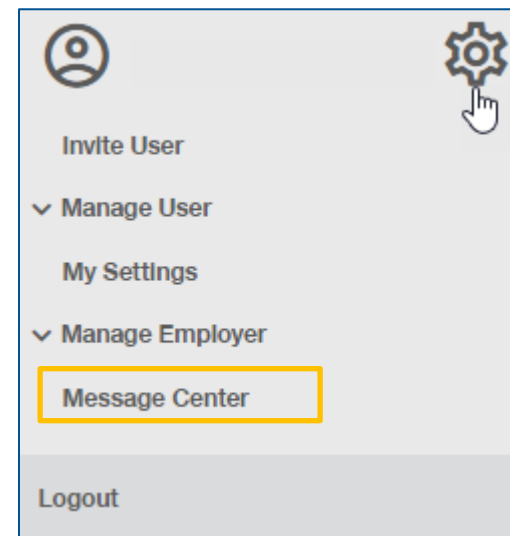 Invite User
Manage User
My Settings
Manage Employer
Message Center
Logout